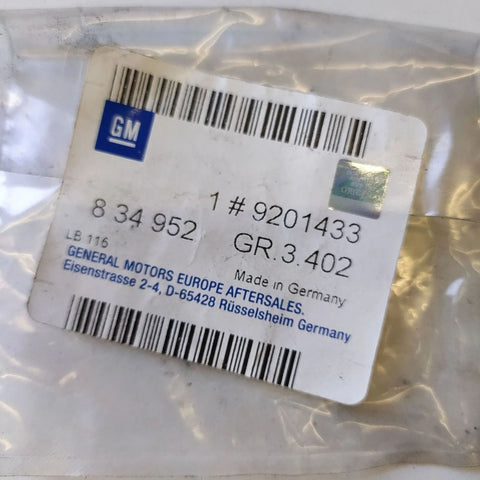 GM
1 # 9201433
8 34 952
GR.3.402
LB 116
Made in Germany
GENERAL MOTORS EUROPE AFTERSALES.
Eisenstrasse 2-4, D-65428 Rüsselsheim Germany